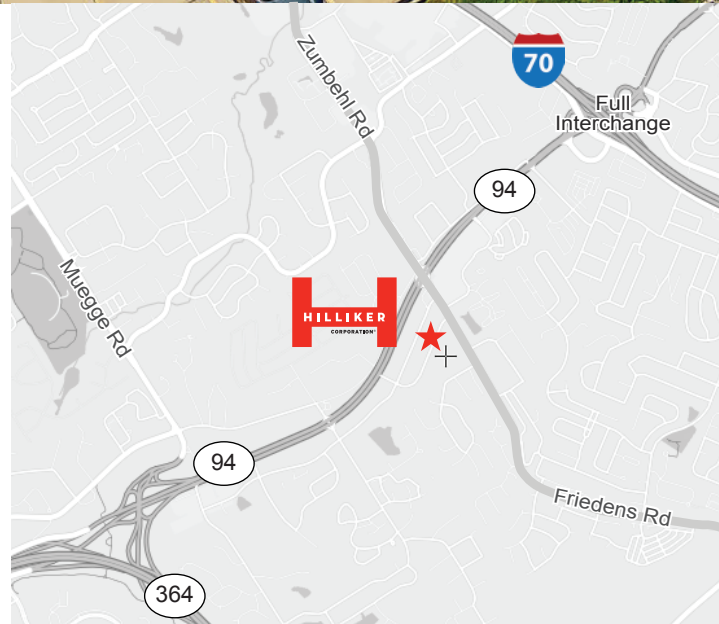 Zumbehl Rd
70
Full
Interchange
94
Muegge Rd
HILLIKER
CORPORATION®
94
Friedens Rd
364